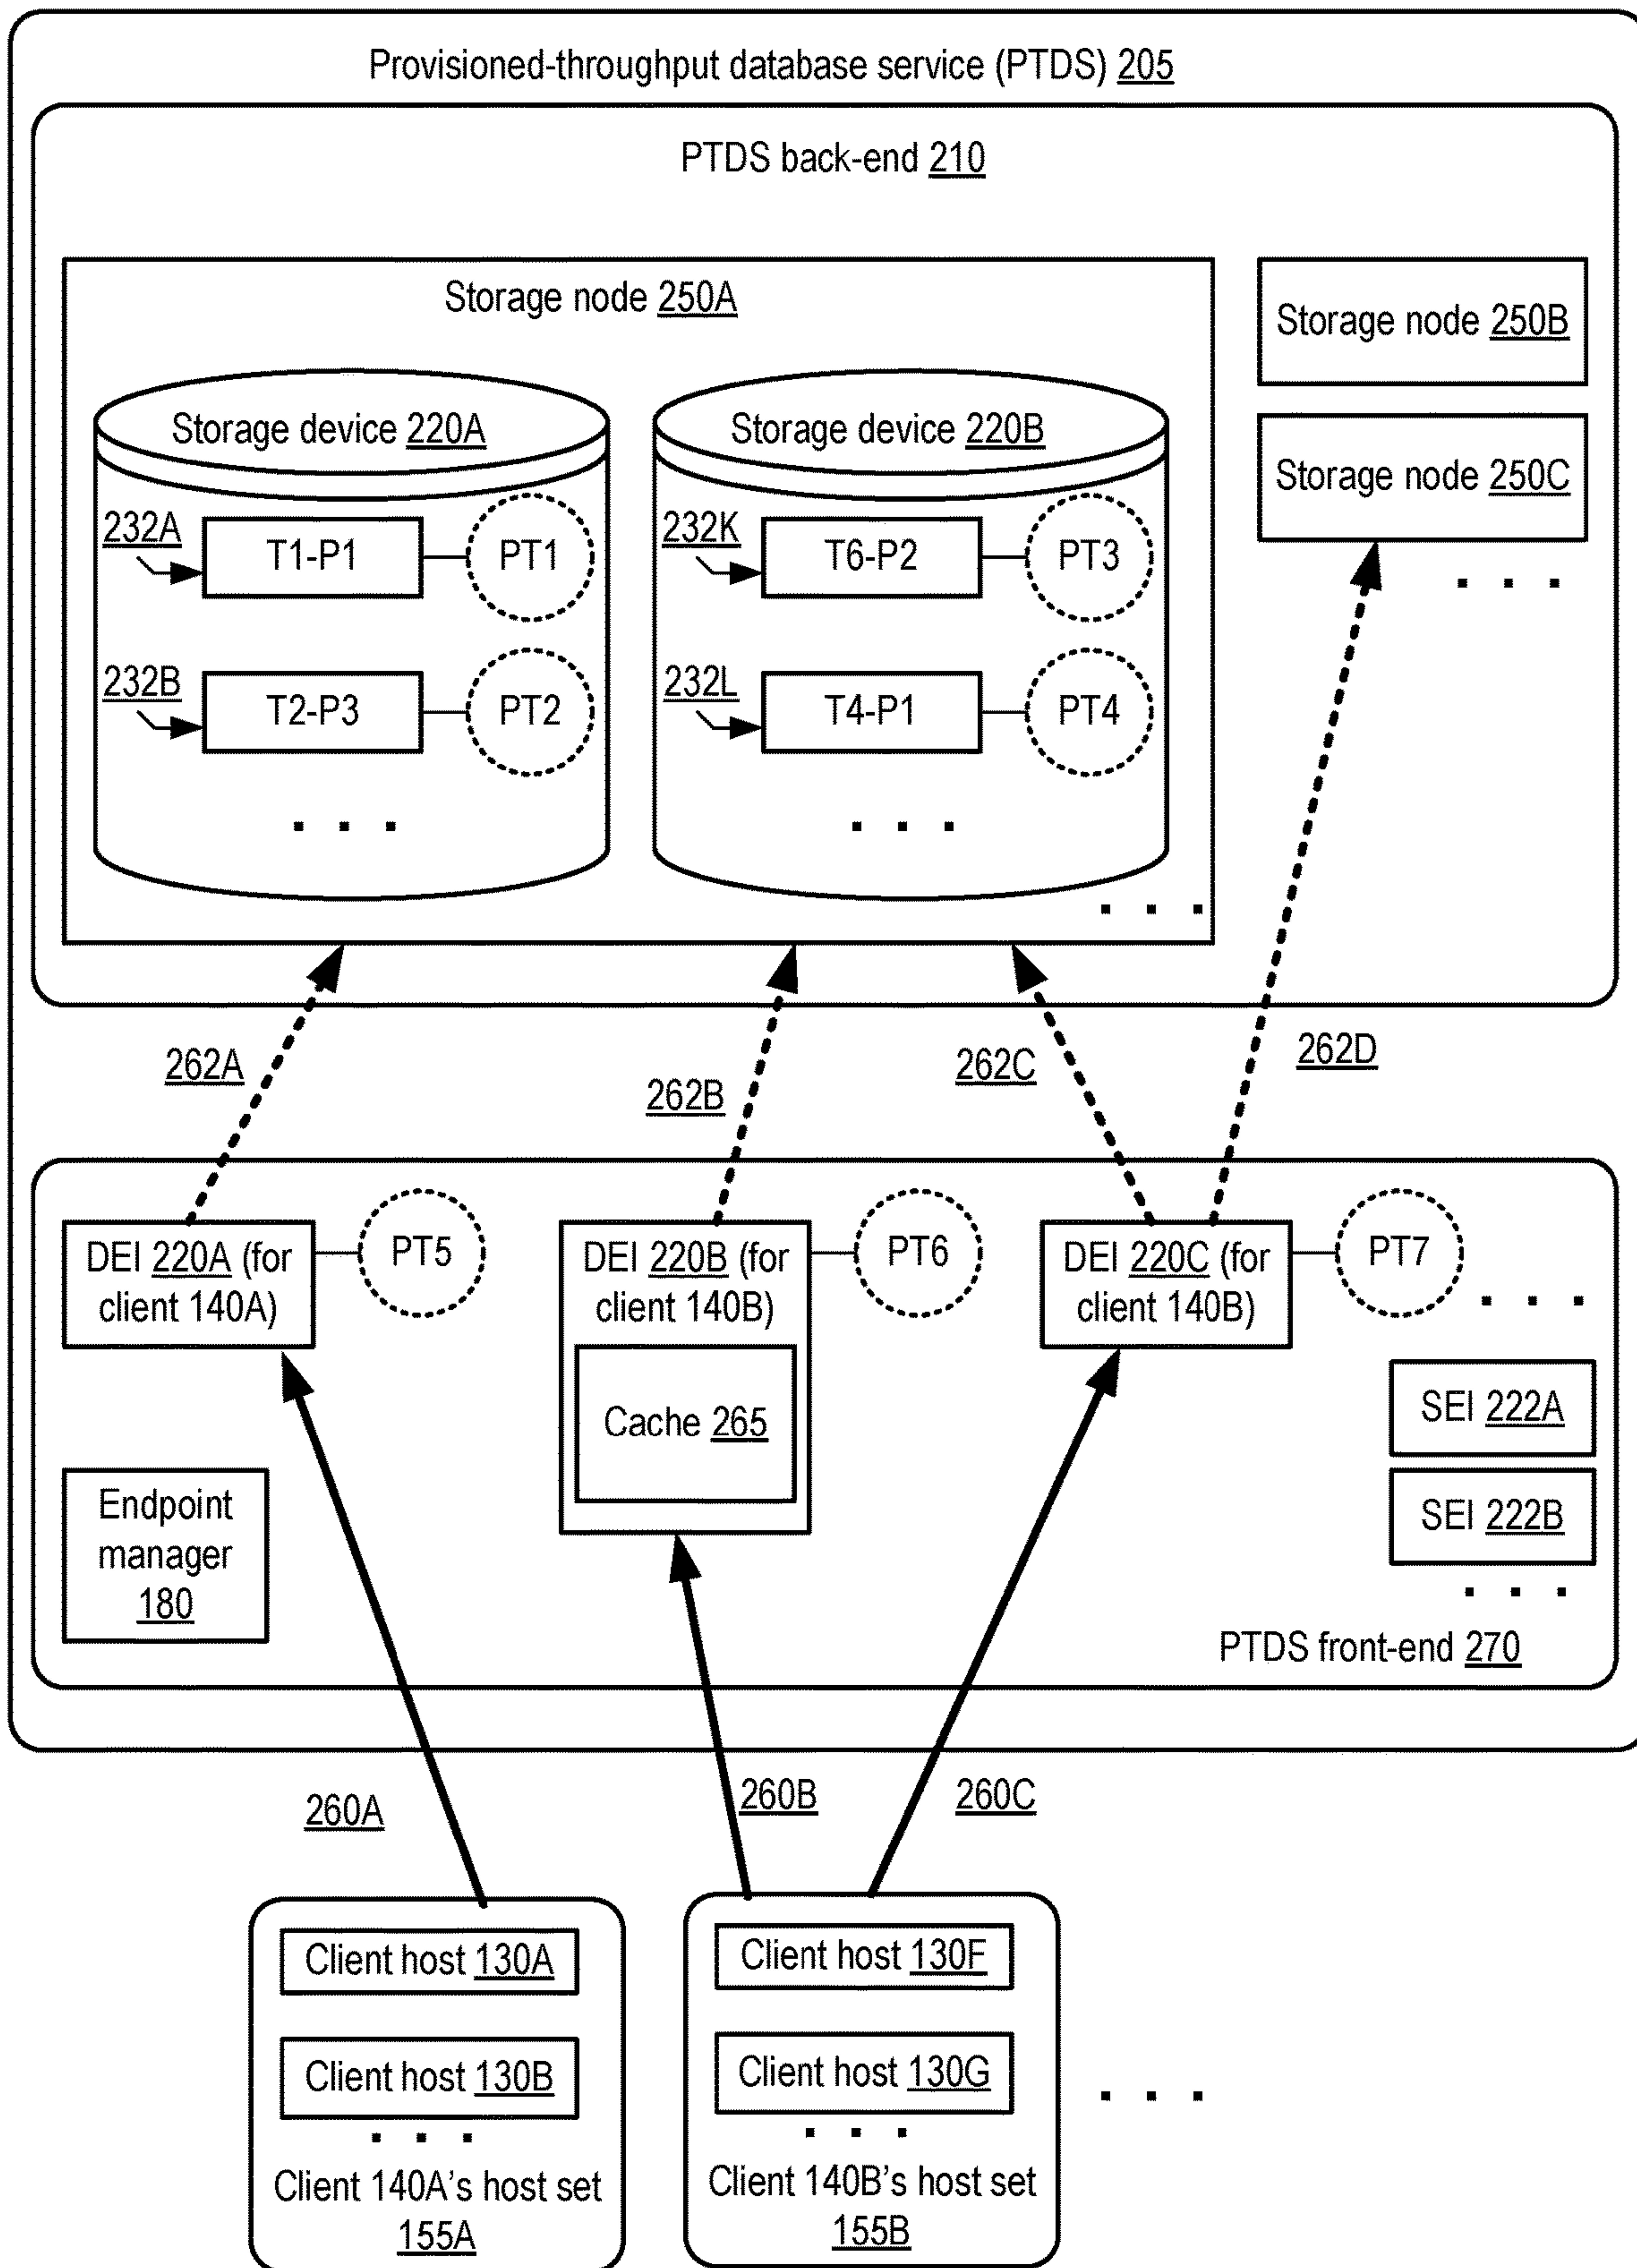 Provisioned-throughput database service (PTDS) 205
PTDS back-end 210
Storage node 250A
Storage node 250B
Storage node 250C
. . .
Storage device 220A
Storage device 220B
232A
T1-P1
PT1
232K
T6-P2
PT3
232B
T2-P3
PT2
232L
T4-P1
PT4
. . .
. . .
. . .
262A
262B
262C
262D
DEI 220A (for
client 140A)
PT5
DEI 220B (for
client 140B)
PT6
DEI 220C (for
client 140B)
PT7
. . .
Cache 265
SEI 222A
SEI 222B
. . .
Endpoint
manager
180
PTDS front-end 270
260A
260B
260C
Client host 130A
Client host 130B
. . .
Client 140A’s host set
155A
Client host 130F
Client host 130G
. . .
Client 140B’s host set
155B
. . .